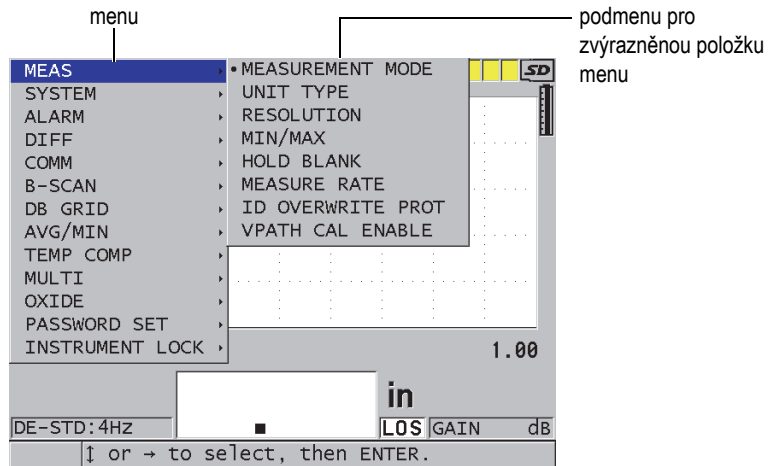 menu
podmenu pro
zvýrazněnou položku
menu
MEAS
SYSTEM
ALARM
DIFF
COMM
B-SCAN
DB GRID
AVG/MIN
TEMP COMP
MULTI
OXIDE
PASSWORD SET
INSTRUMENT LOCK
• MEASUREMENT MODE
UNIT TYPE
RESOLUTION
MIN/MAX
HOLD BLANK
MEASURE RATE
ID OVERWRITE PROT
VPATH CAL ENABLE
SD
1.00
in
DE-STD:4Hz
LOS GAIN dB
↕ or → to select, then ENTER.